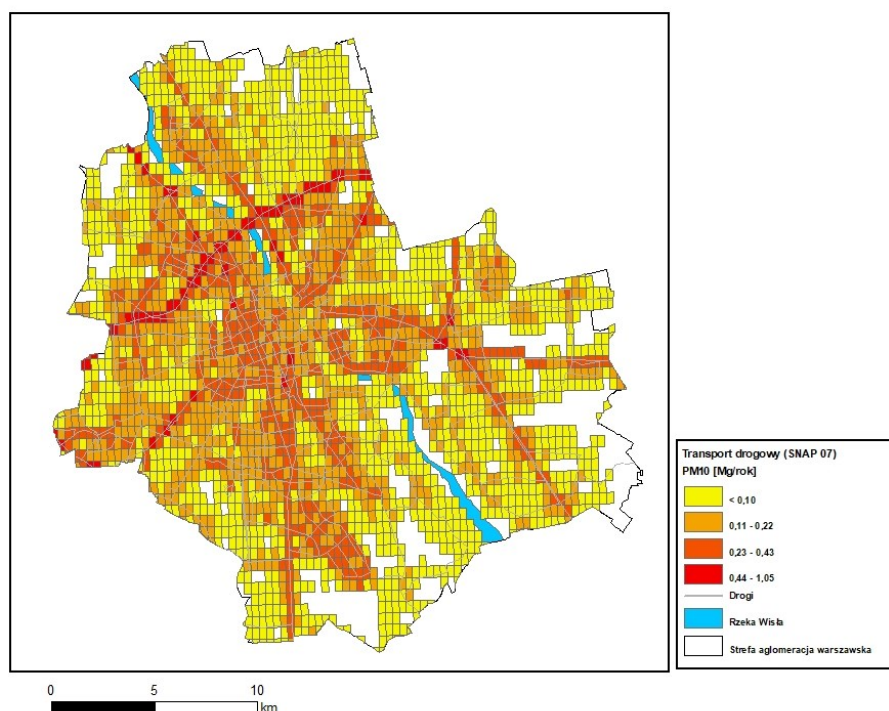 Transport drogowy (SNAP 07)
PM10 [Mg/rok]
< 0,10
0,11 - 0,22
0,23 - 0,43
0,44 - 1,05
Drogi
Rzeka Wisła
Strefa aglomeracja warszawska
0 5 10
km